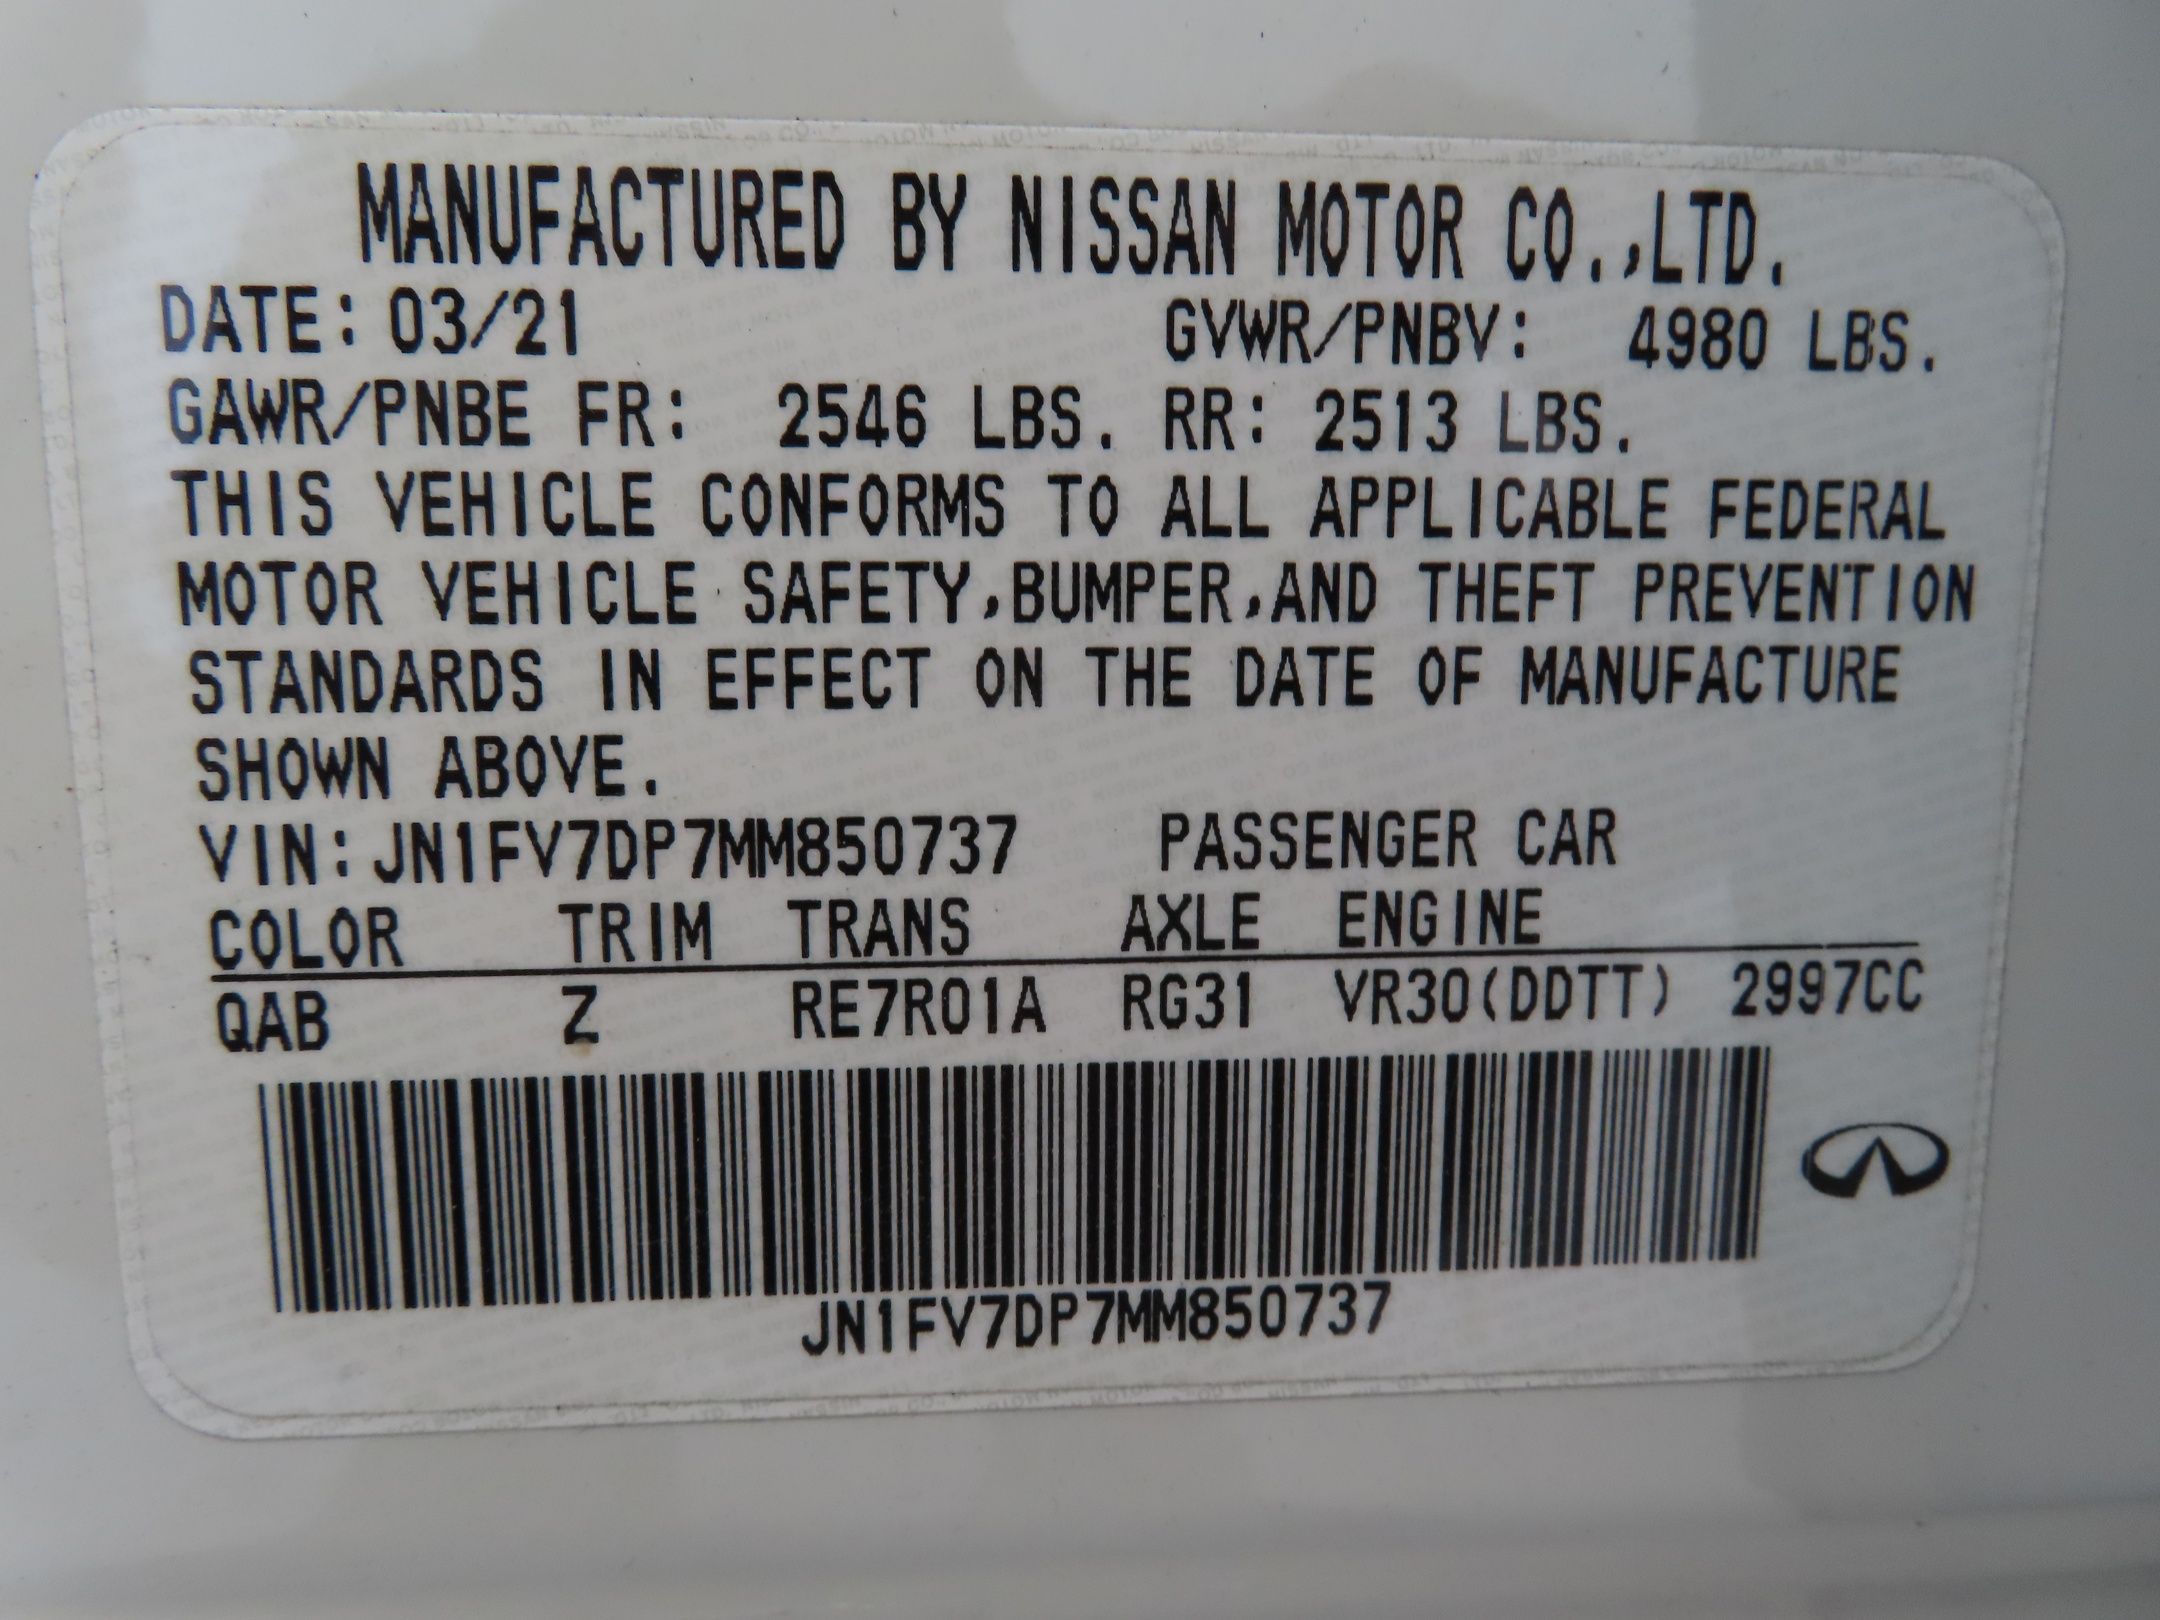 MANUFACTURED BY NISSAN MOTOR CO.,LTD.
DATE: 03/21 GVWR/PNBV: 4980 LBS.
GAWR/PNBE FR: 2546 LBS. RR: 2513 LBS.
THIS VEHICLE CONFORMS TO ALL APPLICABLE FEDERAL
MOTOR VEHICLE SAFETY,BUMPER,AND THEFT PREVENTION
STANDARDS IN EFFECT ON THE DATE OF MANUFACTURE
SHOWN ABOVE.
VIN:JN1FV7DP7MM850737 PASSENGER CAR
COLOR TRIM TRANS AXLE ENGINE
QAB Z RE7R01A RG31 VR30(DDTT) 2997CC
JN1FV7DP7MM850737